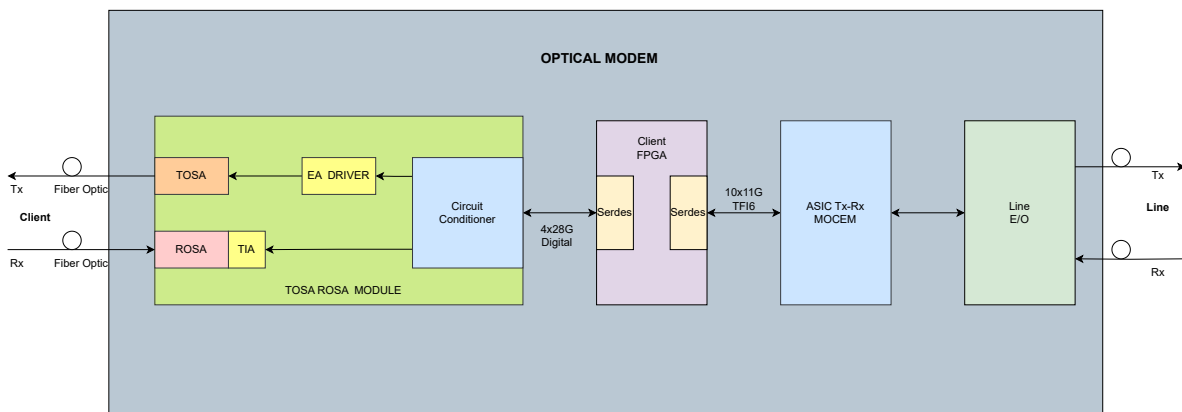 OPTICAL MODEM
Client
FPGA
TOSA
EA DRIVER
Tx
Fiber Optic
Client
Circuit
Conditioner
Serdes
Serdes
10x11G
TFI6
ASIC Tx-Rx
MOCEM
Line
E/O
Tx
Line
4x28G
Digital
ROSA
TIA
Rx
Fiber Optic
Rx
TOSA ROSA MODULE